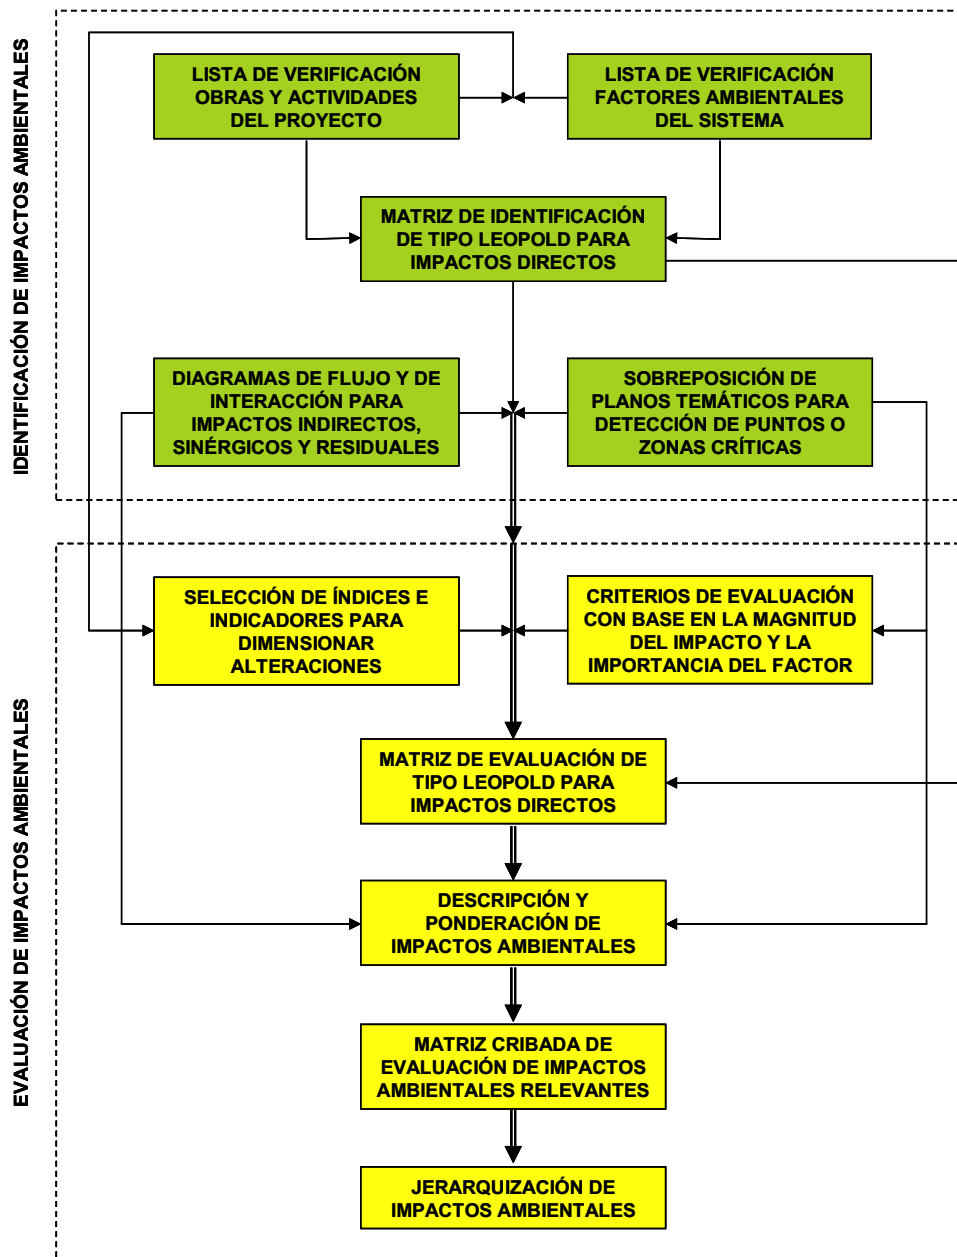 IDENTIFICACIÓN DE IMPACTOS AMBIENTALES
LISTA DE VERIFICACIÓN
OBRAS Y ACTIVIDADES
DEL PROYECTO
LISTA DE VERIFICACIÓN
FACTORES AMBIENTALES
DEL SISTEMA
MATRIZ DE IDENTIFICACIÓN
DE TIPO LEOPOLD PARA
IMPACTOS DIRECTOS
DIAGRAMAS DE FLUJO Y DE
INTERACCIÓN PARA
IMPACTOS INDIRECTOS,
SINÉRGICOS Y RESIDUALES
SOBREPOSICIÓN DE
PLANOS TEMÁTICOS PARA
DETECCIÓN DE PUNTOS O
ZONAS CRÍTICAS
EVALUACIÓN DE IMPACTOS AMBIENTALES
SELECCIÓN DE ÍNDICES E
INDICADORES PARA
DIMENSIONAR
ALTERACIONES
CRITERIOS DE EVALUACIÓN
CON BASE EN LA MAGNITUD
DEL IMPACTO Y LA
IMPORTANCIA DEL FACTOR
MATRIZ DE EVALUACIÓN DE
TIPO LEOPOLD PARA
IMPACTOS DIRECTOS
DESCRIPCIÓN Y
PONDERACIÓN DE
IMPACTOS AMBIENTALES
MATRIZ CRIBADA DE
EVALUACIÓN DE IMPACTOS
AMBIENTALES RELEVANTES
JERARQUIZACIÓN DE
IMPACTOS AMBIENTALES